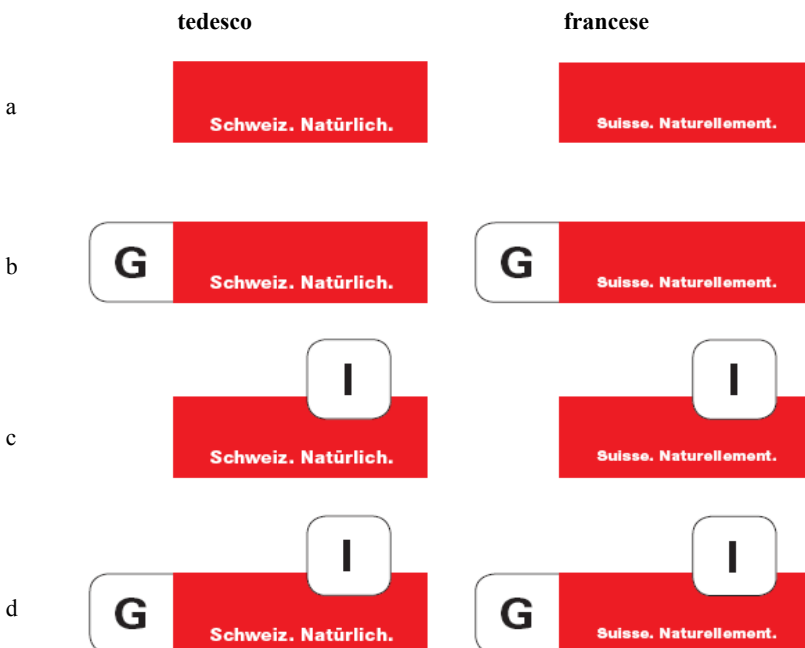 tedesco francese
a
Schweiz. Natürlich. Suisse. Naturellement.
b
G Schweiz. Natürlich. G Suisse. Naturellement.
I I
c
Schweiz. Natürlich. Suisse. Naturellement.
I I
d
G Schweiz. Natürlich. G Suisse. Naturellement.